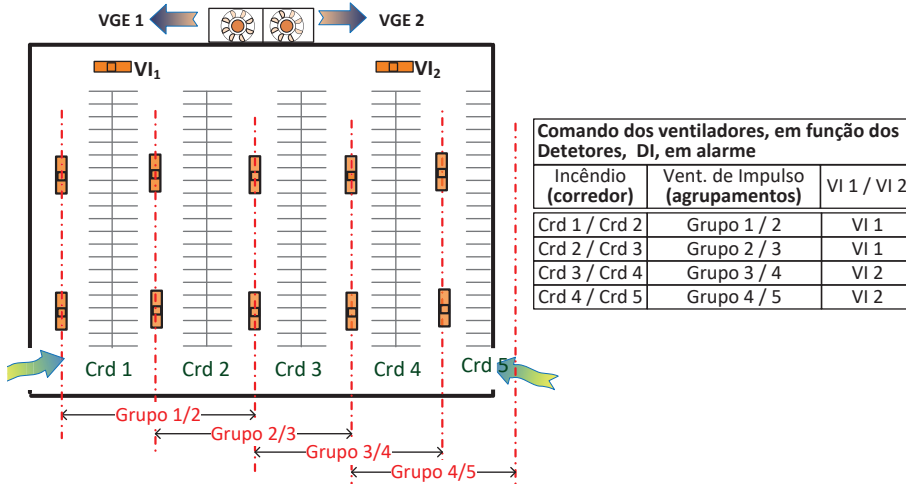 VGE 1
VGE 2
VI1
VI2
Crd 1
Crd 2
Crd 3
Crd 4
Crd 5
Grupo 1/2
Grupo 2/3
Grupo 3/4
Grupo 4/5
Comando dos ventiladores, em função dos
Detetores, DI, em alarme
Incêndio (corredor) Vent. de Impulso (agrupamentos) VI 1 / VI 2
Crd 1 / Crd 2 Grupo 1 / 2 VI 1
Crd 2 / Crd 3 Grupo 2 / 3 VI 1
Crd 3 / Crd 4 Grupo 3 / 4 VI 2
Crd 4 / Crd 5 Grupo 4 / 5 VI 2